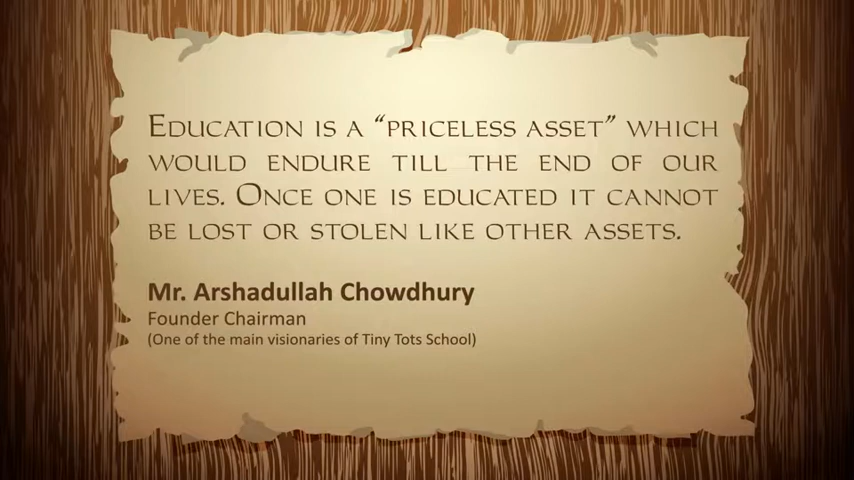 Education is a “priceless asset” which
would endure till the end of our
lives. Once one is educated it cannot
be lost or stolen like other assets.
Mr. Arshadullah Chowdhury
Founder Chairman
(One of the main visionaries of Tiny Tots School)